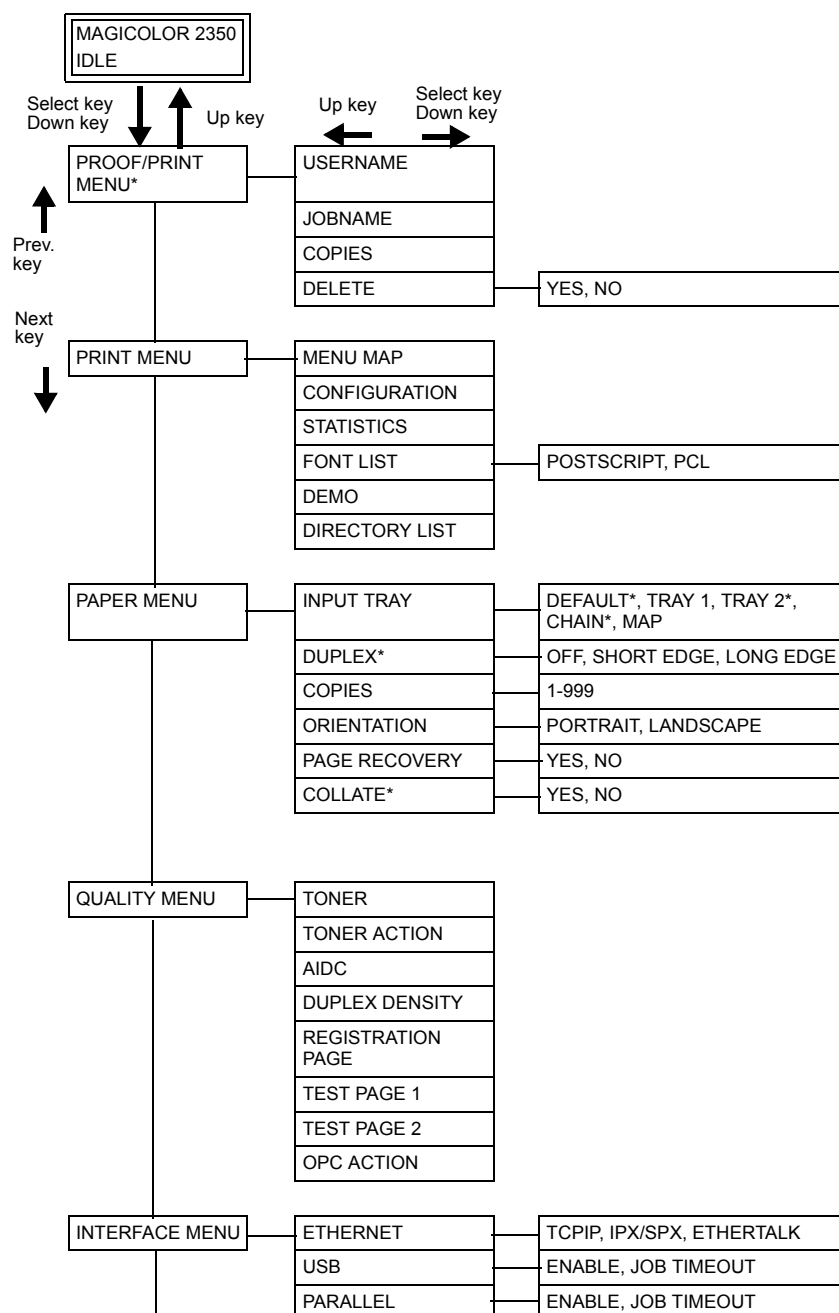 MAGICOLOR 2350
IDLE
Select key
Down key
Up key
Up key
Select key
Down key
PROOF/PRINT
MENU*
USERNAME
Prev.
key
JOBNAME
COPIES
DELETE
YES, NO
Next
key
PRINT MENU
MENU MAP
CONFIGURATION
STATISTICS
FONT LIST
POSTSCRIPT, PCL
DEMO
DIRECTORY LIST
PAPER MENU
INPUT TRAY
DEFAULT*, TRAY 1, TRAY 2*,
CHAIN*, MAP
DUPLEX*
OFF, SHORT EDGE, LONG EDGE
COPIES
1-999
ORIENTATION
PORTRAIT, LANDSCAPE
PAGE RECOVERY
YES, NO
COLLATE*
YES, NO
QUALITY MENU
TONER
TONER ACTION
AIDC
DUPLEX DENSITY
REGISTRATION
PAGE
TEST PAGE 1
TEST PAGE 2
OPC ACTION
INTERFACE MENU
ETHERNET
TCPIP, IPX/SPX, ETHERTALK
USB
ENABLE, JOB TIMEOUT
PARALLEL
ENABLE, JOB TIMEOUT